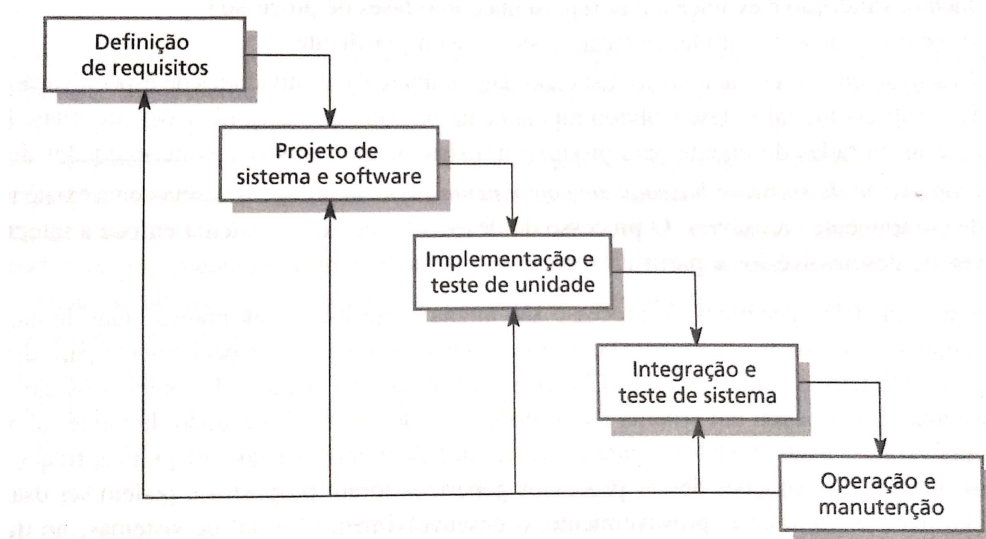 Definição
de requisitos
Projeto de
sistema e software
Implementação e
teste de unidade
Integração e
teste de sistema
Operação e
manutenção